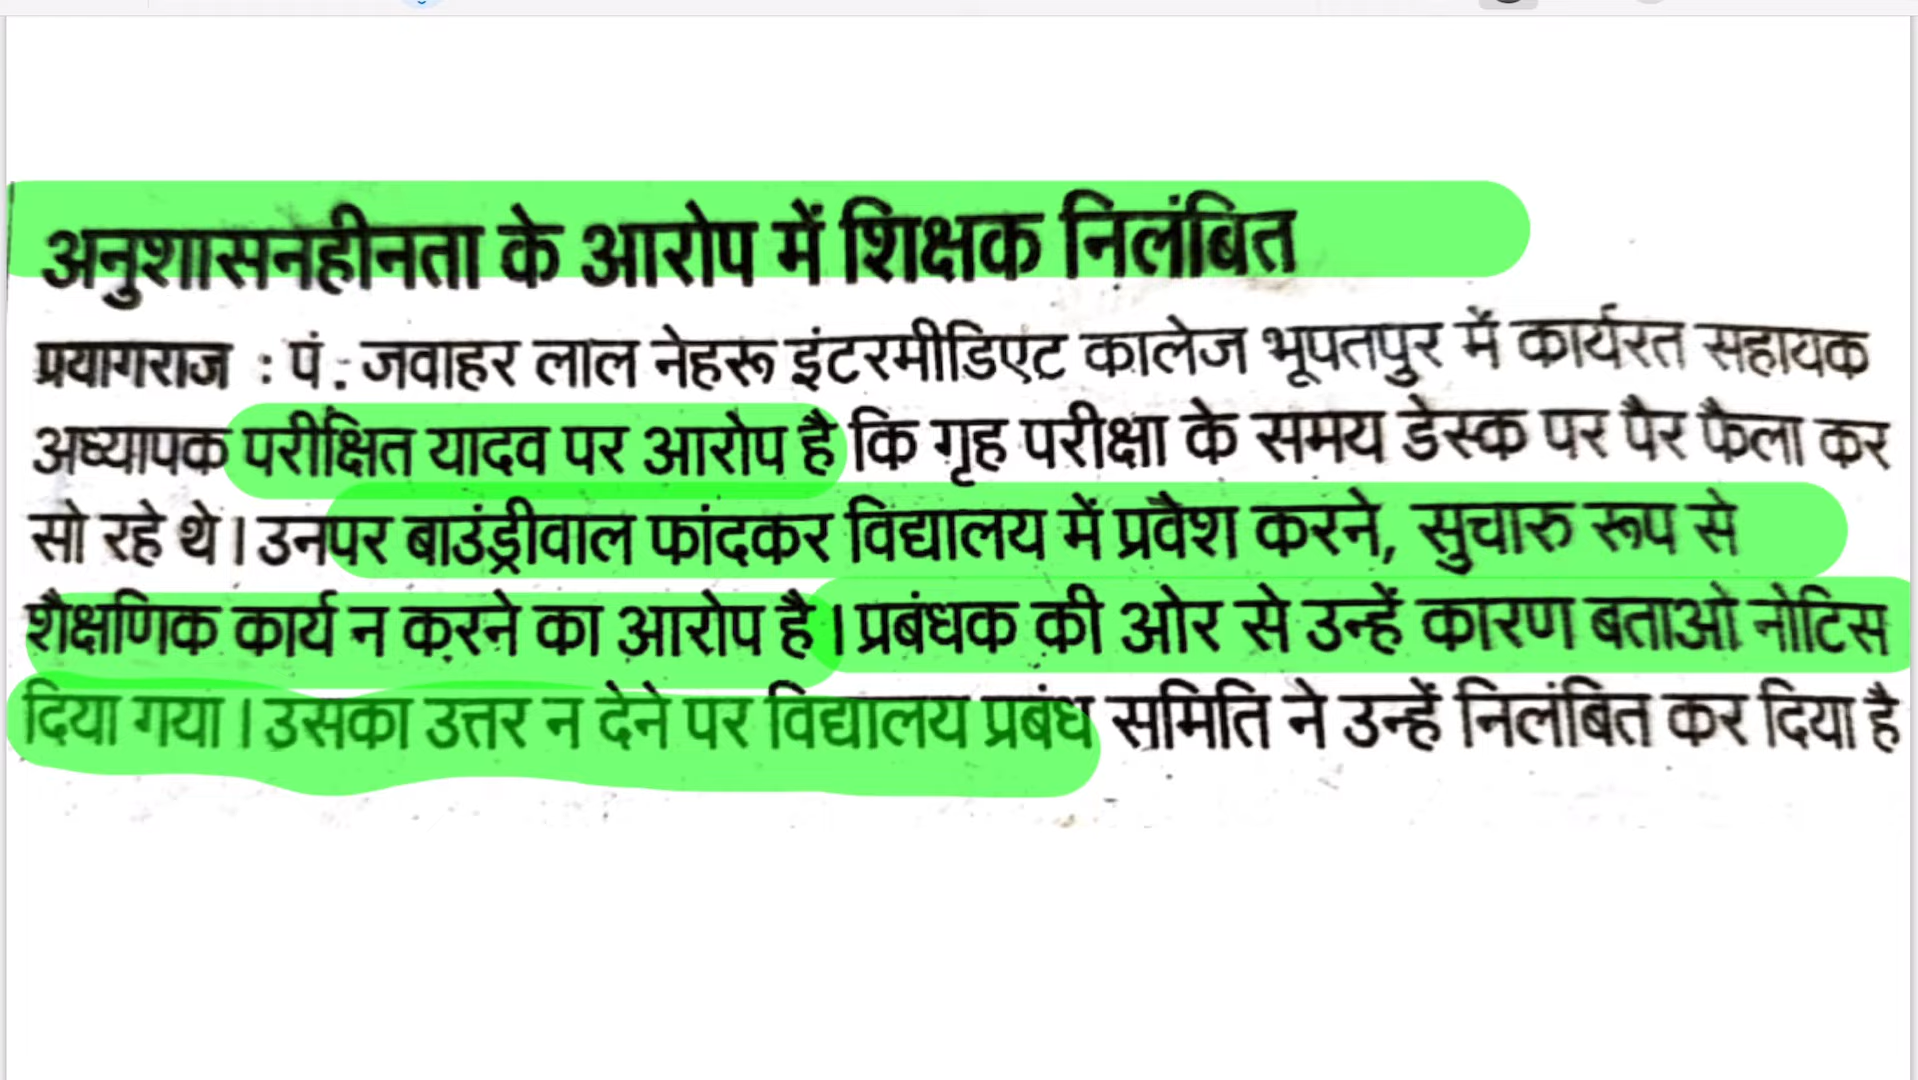 अनुशासनहीनता के आरोप में शिक्षक निलंबित
प्रयागराज : पं. जवाहर लाल नेहरू इंटरमीडिएट कालेज भूपतपुर में कार्यरत सहायक
अध्यापक परीक्षित यादव पर आरोप है कि गृह परीक्षा के समय डेस्क पर पैर फैला कर
सो रहे थे। उनपर बाउंड्रीवाल फांदकर विद्यालय में प्रवेश करने, सुचारु रूप से
शैक्षणिक कार्य न करने का आरोप है। प्रबंधक की ओर से उन्हें कारण बताओ नोटिस
दिया गया। उसका उत्तर न देने पर विद्यालय प्रबंध समिति ने उन्हें निलंबित कर दिया है